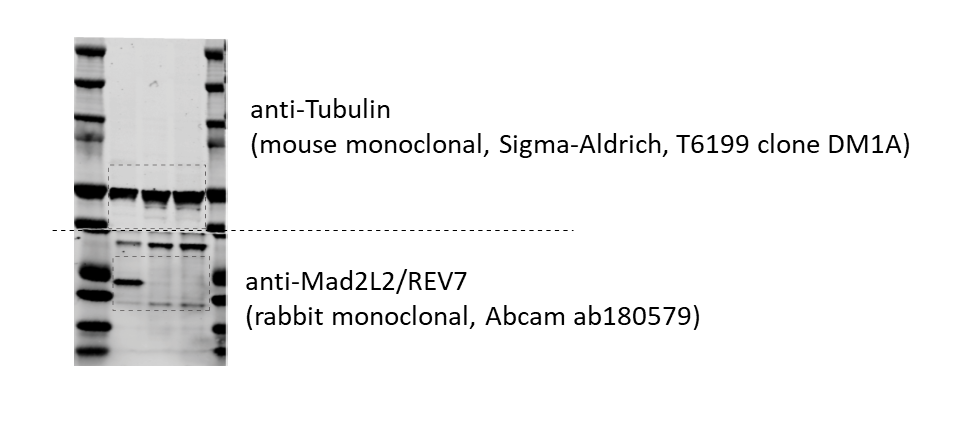 anti-Tubulin
(mouse monoclonal, Sigma-Aldrich, T6199 clone DM1A)
anti-Mad2L2/REV7
(rabbit monoclonal, Abcam ab180579)